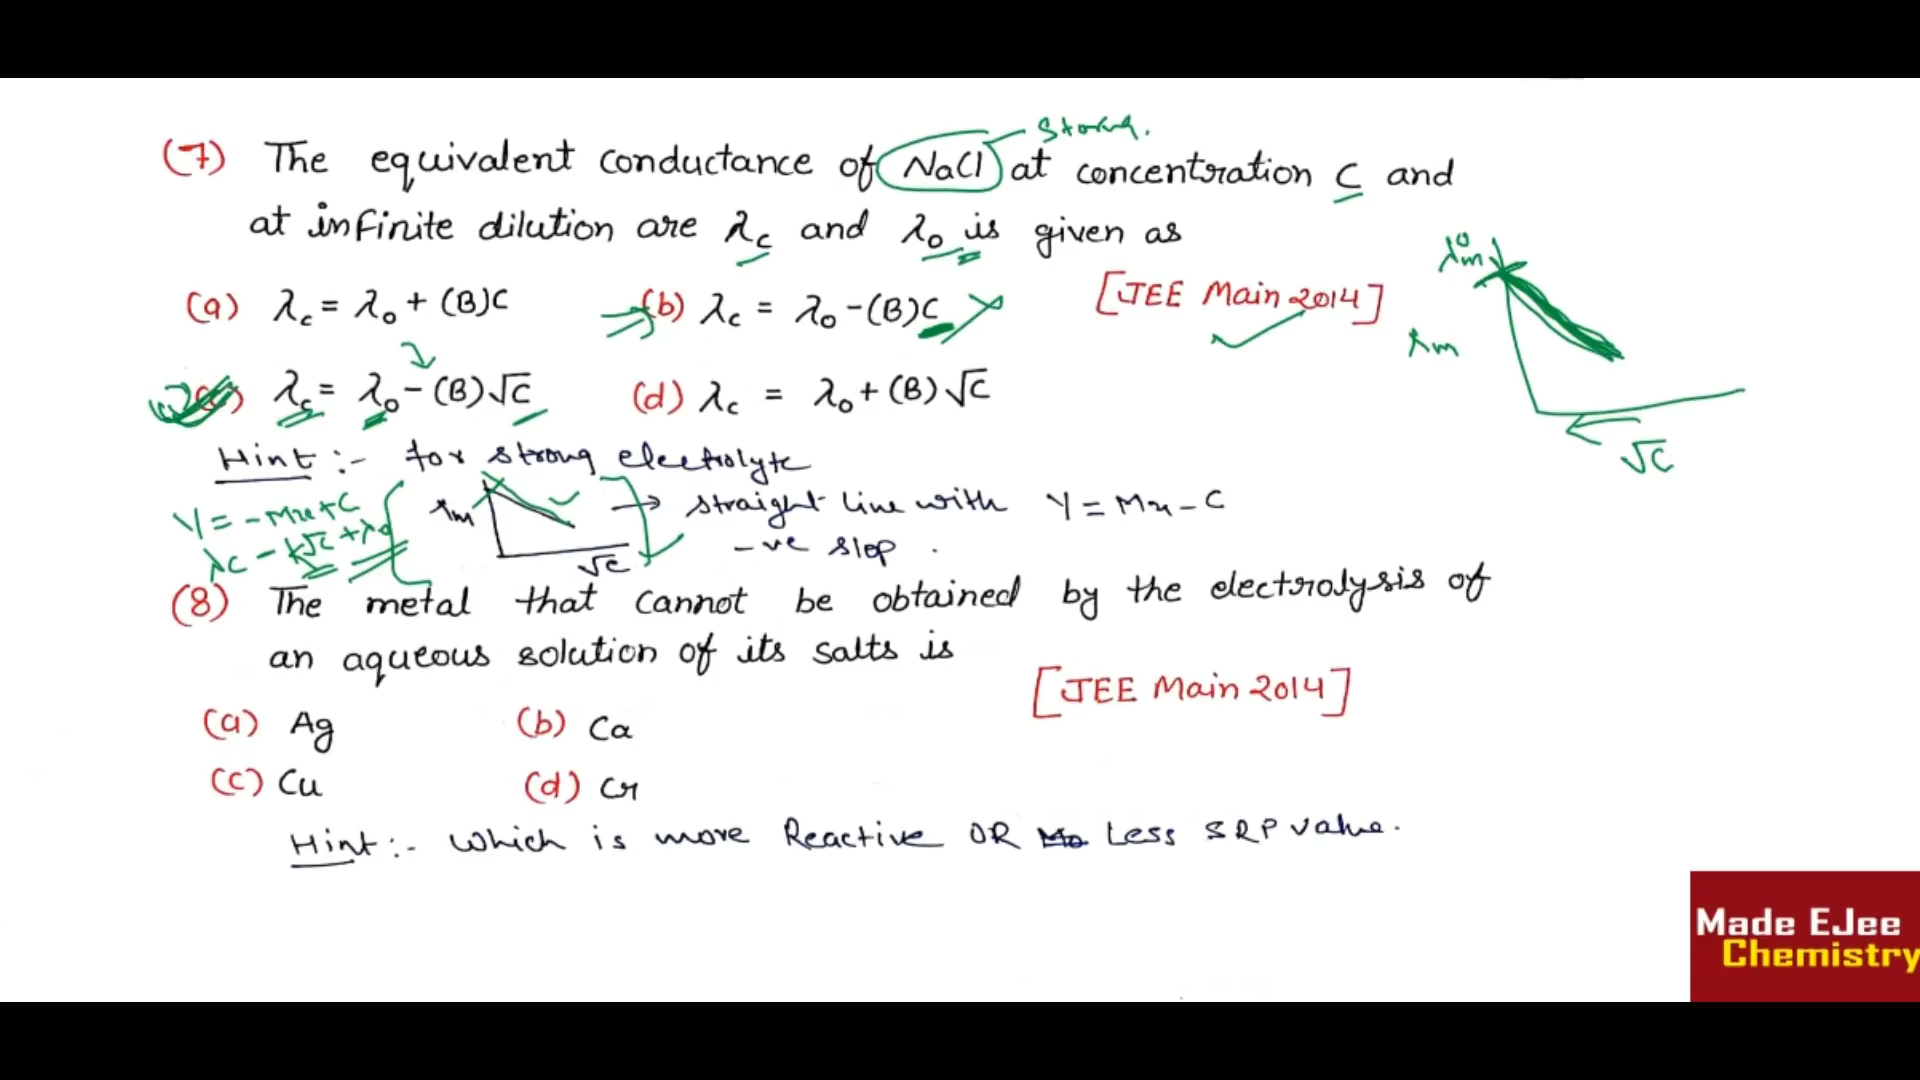 Strong.
(7) The equivalent conductance of NaCl at concentration C and
at infinite dilution are λc and λ₀ is given as
(a) λc = λ₀ + (B)C (b) λc = λ₀ - (B)C [JEE Main 2014]
(c) λc = λ₀ - (B)√C (d) λc = λ₀ + (B)√C
λ°m
λm
√C
Hint :- for strong electrolyte
Y = -Mx + C
λc - k√C + λ₀
λm
√C
→ straight line with Y = Mx - C
-ve slop .
(8) The metal that cannot be obtained by the electrolysis of
an aqueous solution of its salts is
[JEE Main 2014]
(a) Ag (b) Ca
(c) Cu (d) Cr
Hint :- which is more Reactive OR Less SRP value.
Made EJee
Chemistry